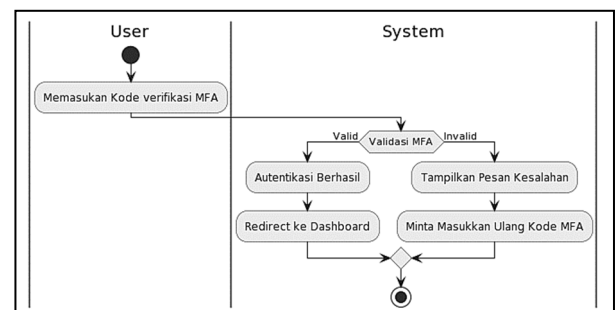 User
System
Memasukan Kode verifikasi MFA
Valid
Validasi MFA
Invalid
Autentikasi Berhasil
Tampilkan Pesan Kesalahan
Redirect ke Dashboard
Minta Masukkan Ulang Kode MFA